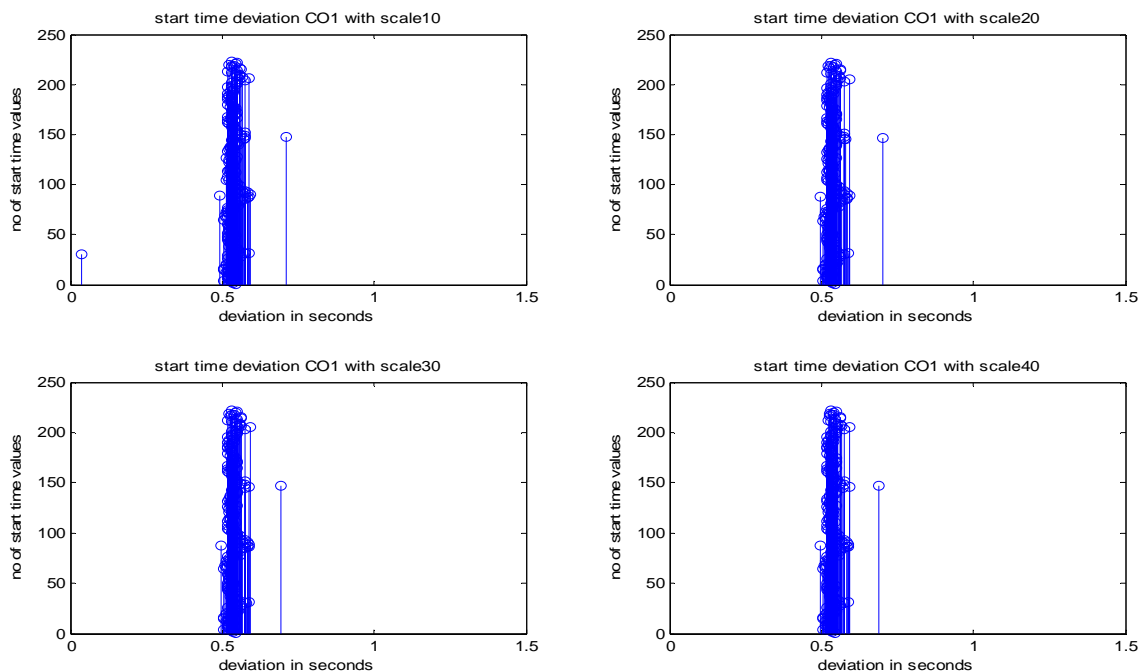 start time deviation CO1 with scale10
250
200
150
100
50
0
no of start time values
0 0.5 1 1.5
deviation in seconds
start time deviation CO1 with scale20
250
200
150
100
50
0
no of start time values
0 0.5 1 1.5
deviation in seconds
start time deviation CO1 with scale30
250
200
150
100
50
0
no of start time values
0 0.5 1 1.5
deviation in seconds
start time deviation CO1 with scale40
250
200
150
100
50
0
no of start time values
0 0.5 1 1.5
deviation in seconds